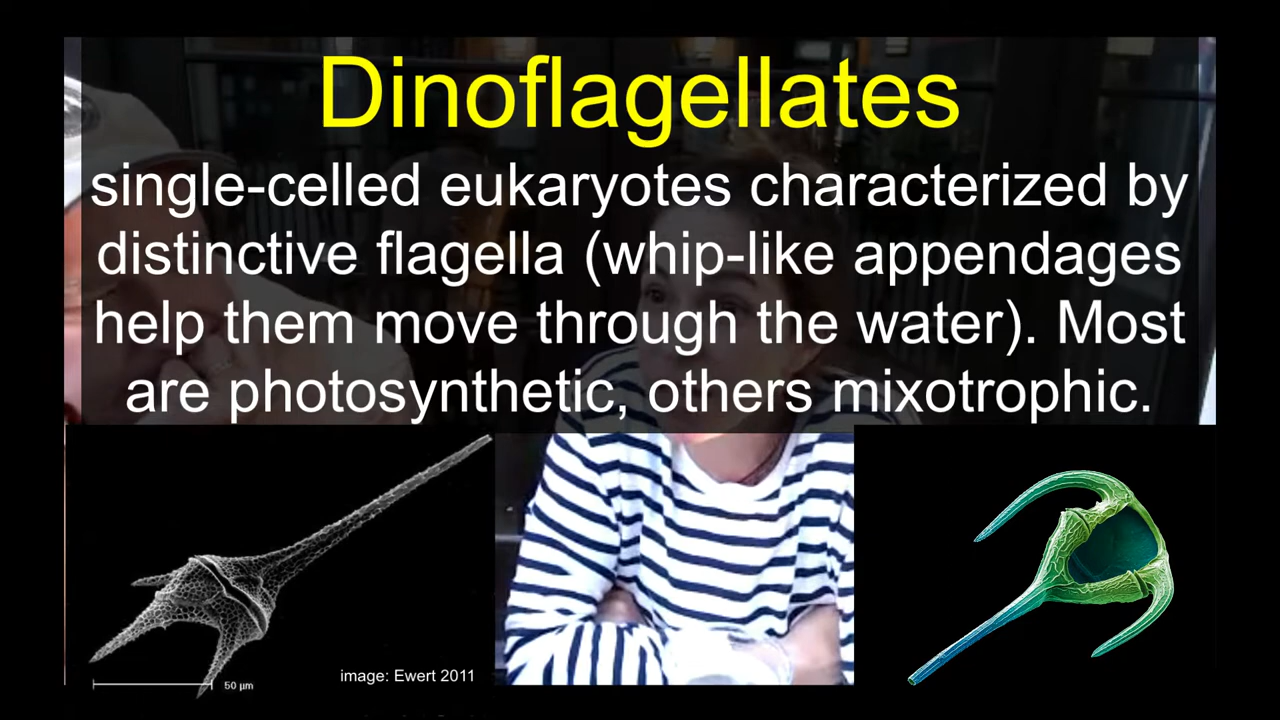 Dinoflagellates
single-celled eukaryotes characterized by
distinctive flagella (whip-like appendages
help them move through the water). Most
are photosynthetic, others mixotrophic.
image: Ewert 2011
50 µm